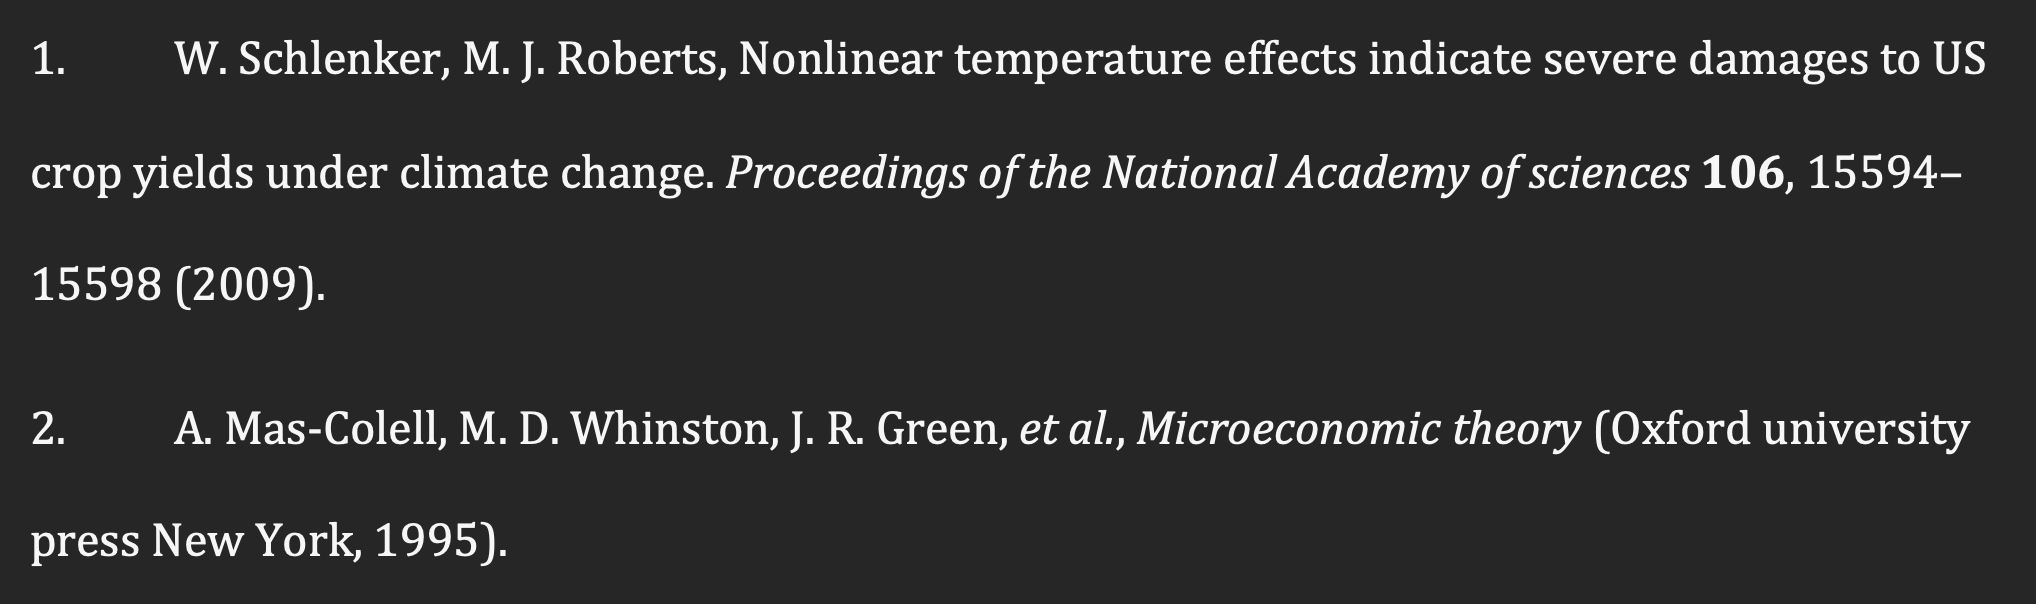 1. W. Schlenker, M. J. Roberts, Nonlinear temperature effects indicate severe damages to US
crop yields under climate change. Proceedings of the National Academy of sciences 106, 15594–
15598 (2009).
2. A. Mas-Colell, M. D. Whinston, J. R. Green, et al., Microeconomic theory (Oxford university
press New York, 1995).